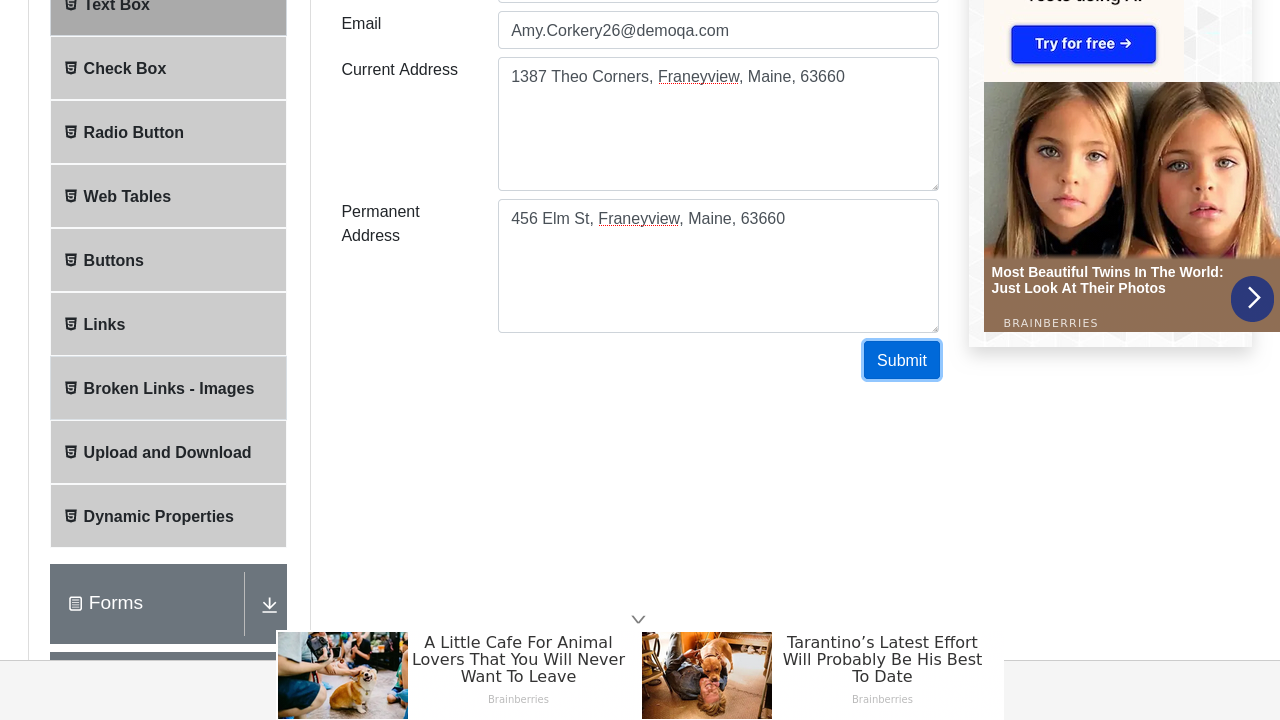 Text Box
Check Box
Radio Button
Web Tables
Buttons
Links
Broken Links - Images
Upload and Download
Dynamic Properties
Forms
Email
Amy.Corkery26@demoqa.com
Current Address
1387 Theo Corners, Franeyview, Maine, 63660
Permanent
Address
456 Elm St, Franeyview, Maine, 63660
Submit
Try for free →
Most Beautiful Twins In The World:
Just Look At Their Photos
BRAINBERRIES
A Little Cafe For Animal
Lovers That You Will Never
Want To Leave
Brainberries
Tarantino’s Latest Effort
Will Probably Be His Best
To Date
Brainberries